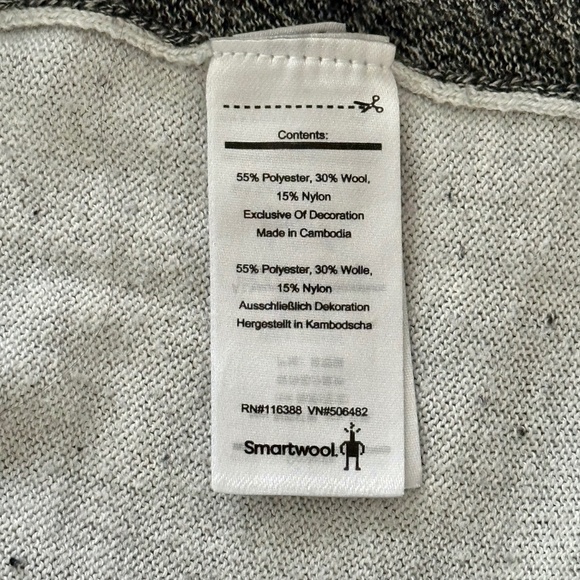 Contents:
55% Polyester, 30% Wool,
15% Nylon
Exclusive Of Decoration
Made in Cambodia
55% Polyester, 30% Wolle,
15% Nylon
Ausschließlich Dekoration
Hergestellt in Kambodscha
RN#116388 VN#506482
Smartwool.